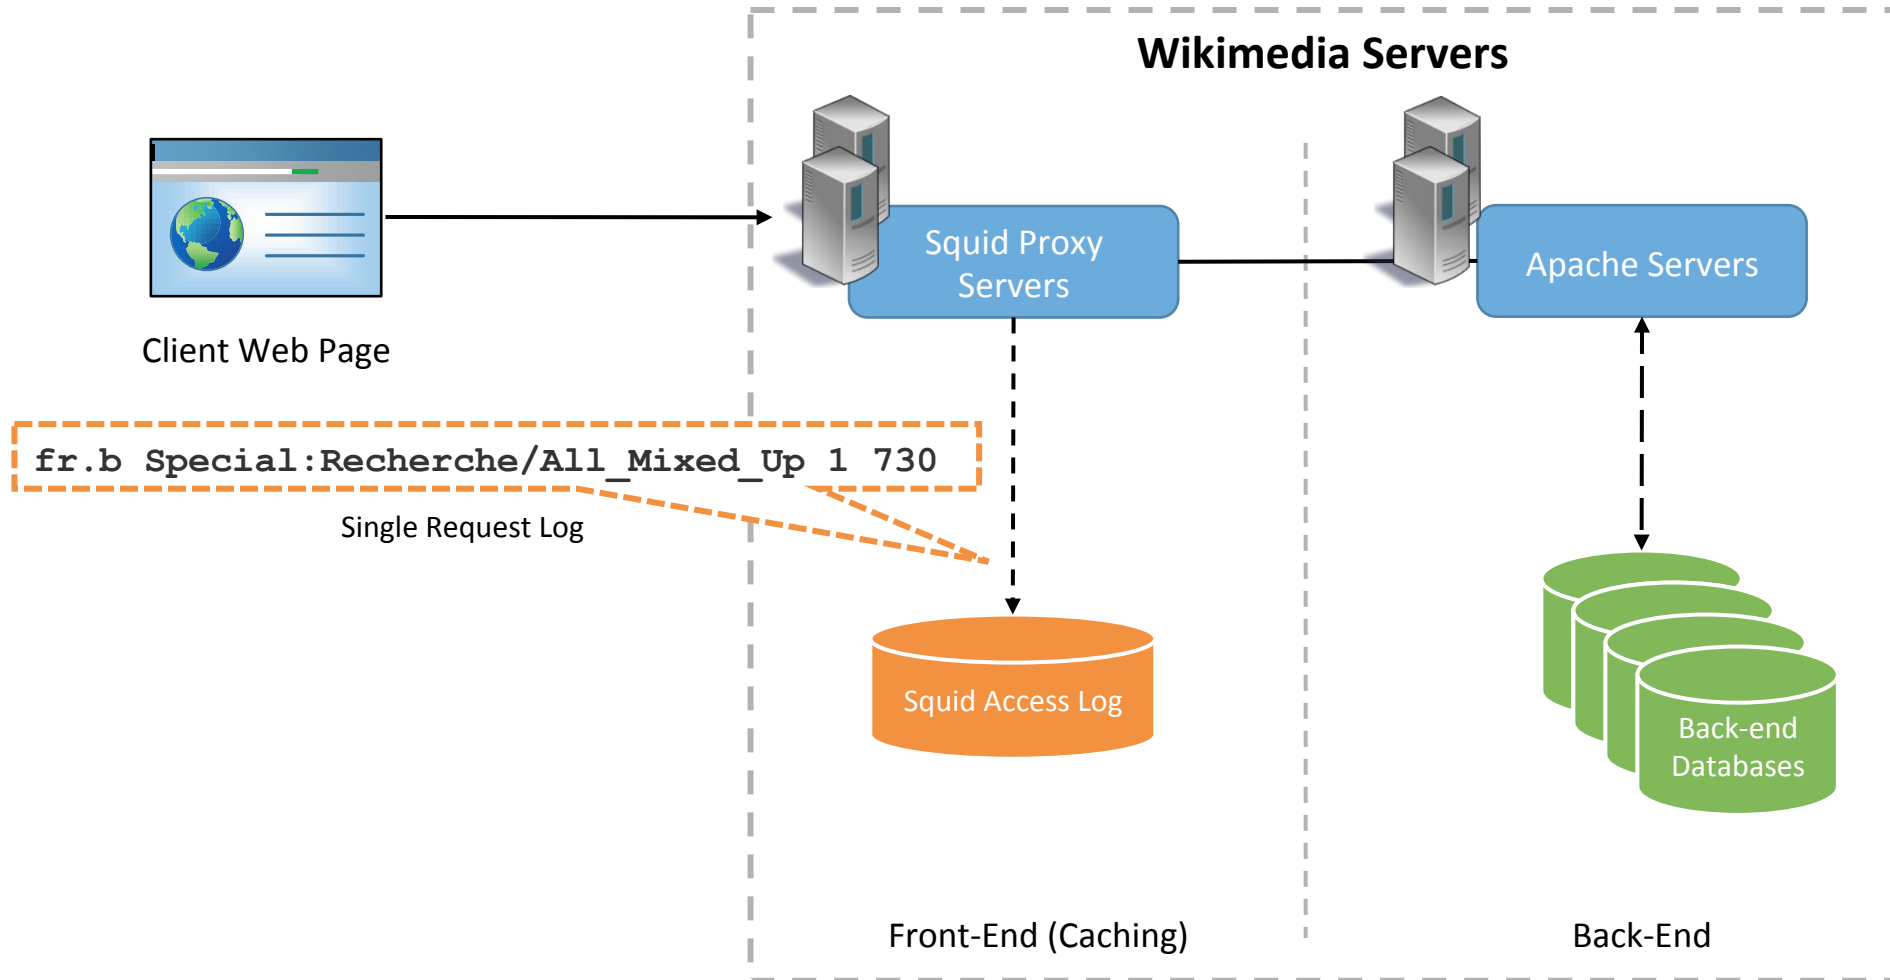 Wikimedia Servers
Squid Proxy
Servers
Apache Servers
Client Web Page
fr.b Special:Recherche/All_Mixed_Up 1 730
Single Request Log
Squid Access Log
Back-end
Databases
Front-End (Caching)
Back-End